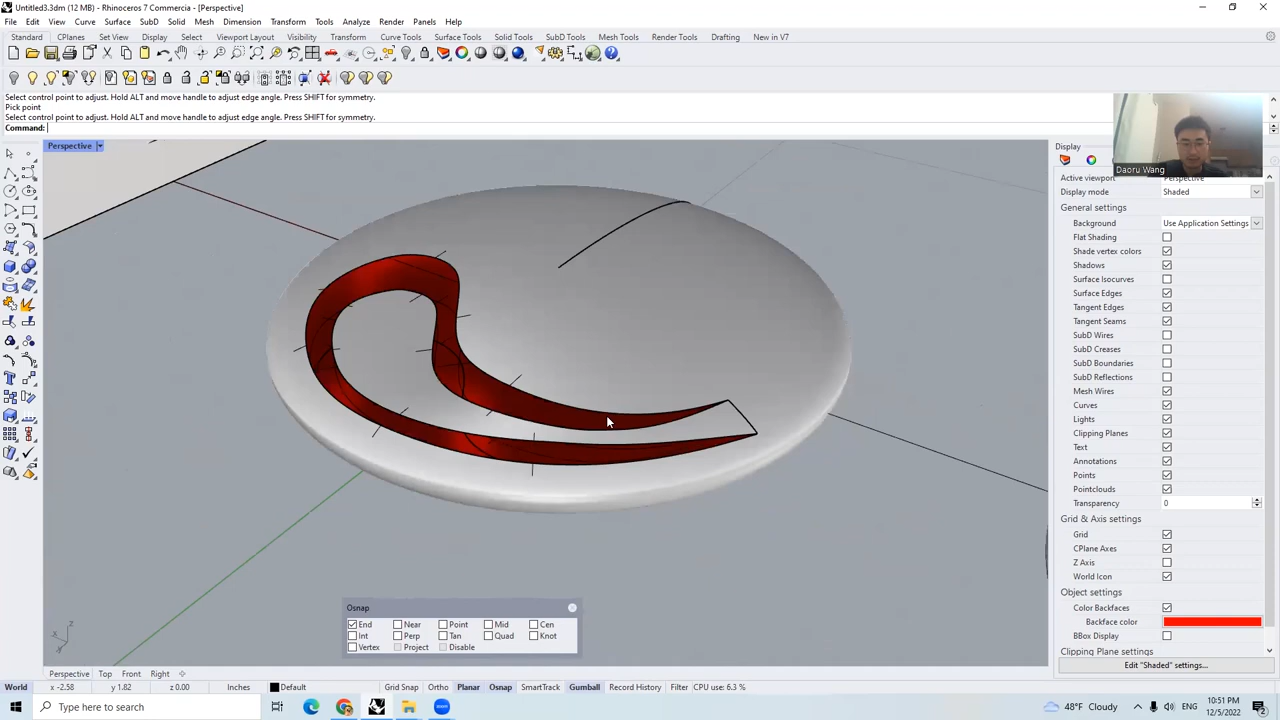 Untitled3.3dm (12 MB) - Rhinoceros 7 Commercia - [Perspective]
File Edit View Curve Surface SubD Solid Mesh Dimension Transform Tools Analyze Render Panels Help
Standard CPlanes Set View Display Select Viewport Layout Visibility Transform Curve Tools Surface Tools Solid Tools SubD Tools Mesh Tools Render Tools Drafting New in V7
Select control point to adjust. Hold ALT and move handle to adjust edge angle. Press SHIFT for symmetry.
Pick point
Select control point to adjust. Hold ALT and move handle to adjust edge angle. Press SHIFT for symmetry.
Command:
Perspective
Daoru Wang
Display
Active viewport Perspective
Display mode Shaded
General settings
Background Use Application Settings
Flat Shading
Shade vertex colors
Shadows
Surface Isocurves
Surface Edges
Tangent Edges
Tangent Seams
SubD Wires
SubD Creases
SubD Boundaries
SubD Reflections
Mesh Wires
Curves
Lights
Clipping Planes
Text
Annotations
Points
Pointclouds
Transparency 0
Grid & Axis settings
Grid
CPlane Axes
Z Axis
World Icon
Object settings
Color Backfaces
Backface color
BBox Display
Clipping Plane settings
Edit "Shaded" settings...
z
x
y
Osnap
End Near Point Mid Cen
Int Perp Tan Quad Knot
Vertex Project Disable
Perspective Top Front Right
World x -2.58 y 1.82 z 0.00 Inches Default Grid Snap Ortho Planar Osnap SmartTrack Gumball Record History Filter CPU use: 6.3 %
Type here to search
48°F Cloudy ENG
10:51 PM
12/5/2022
2